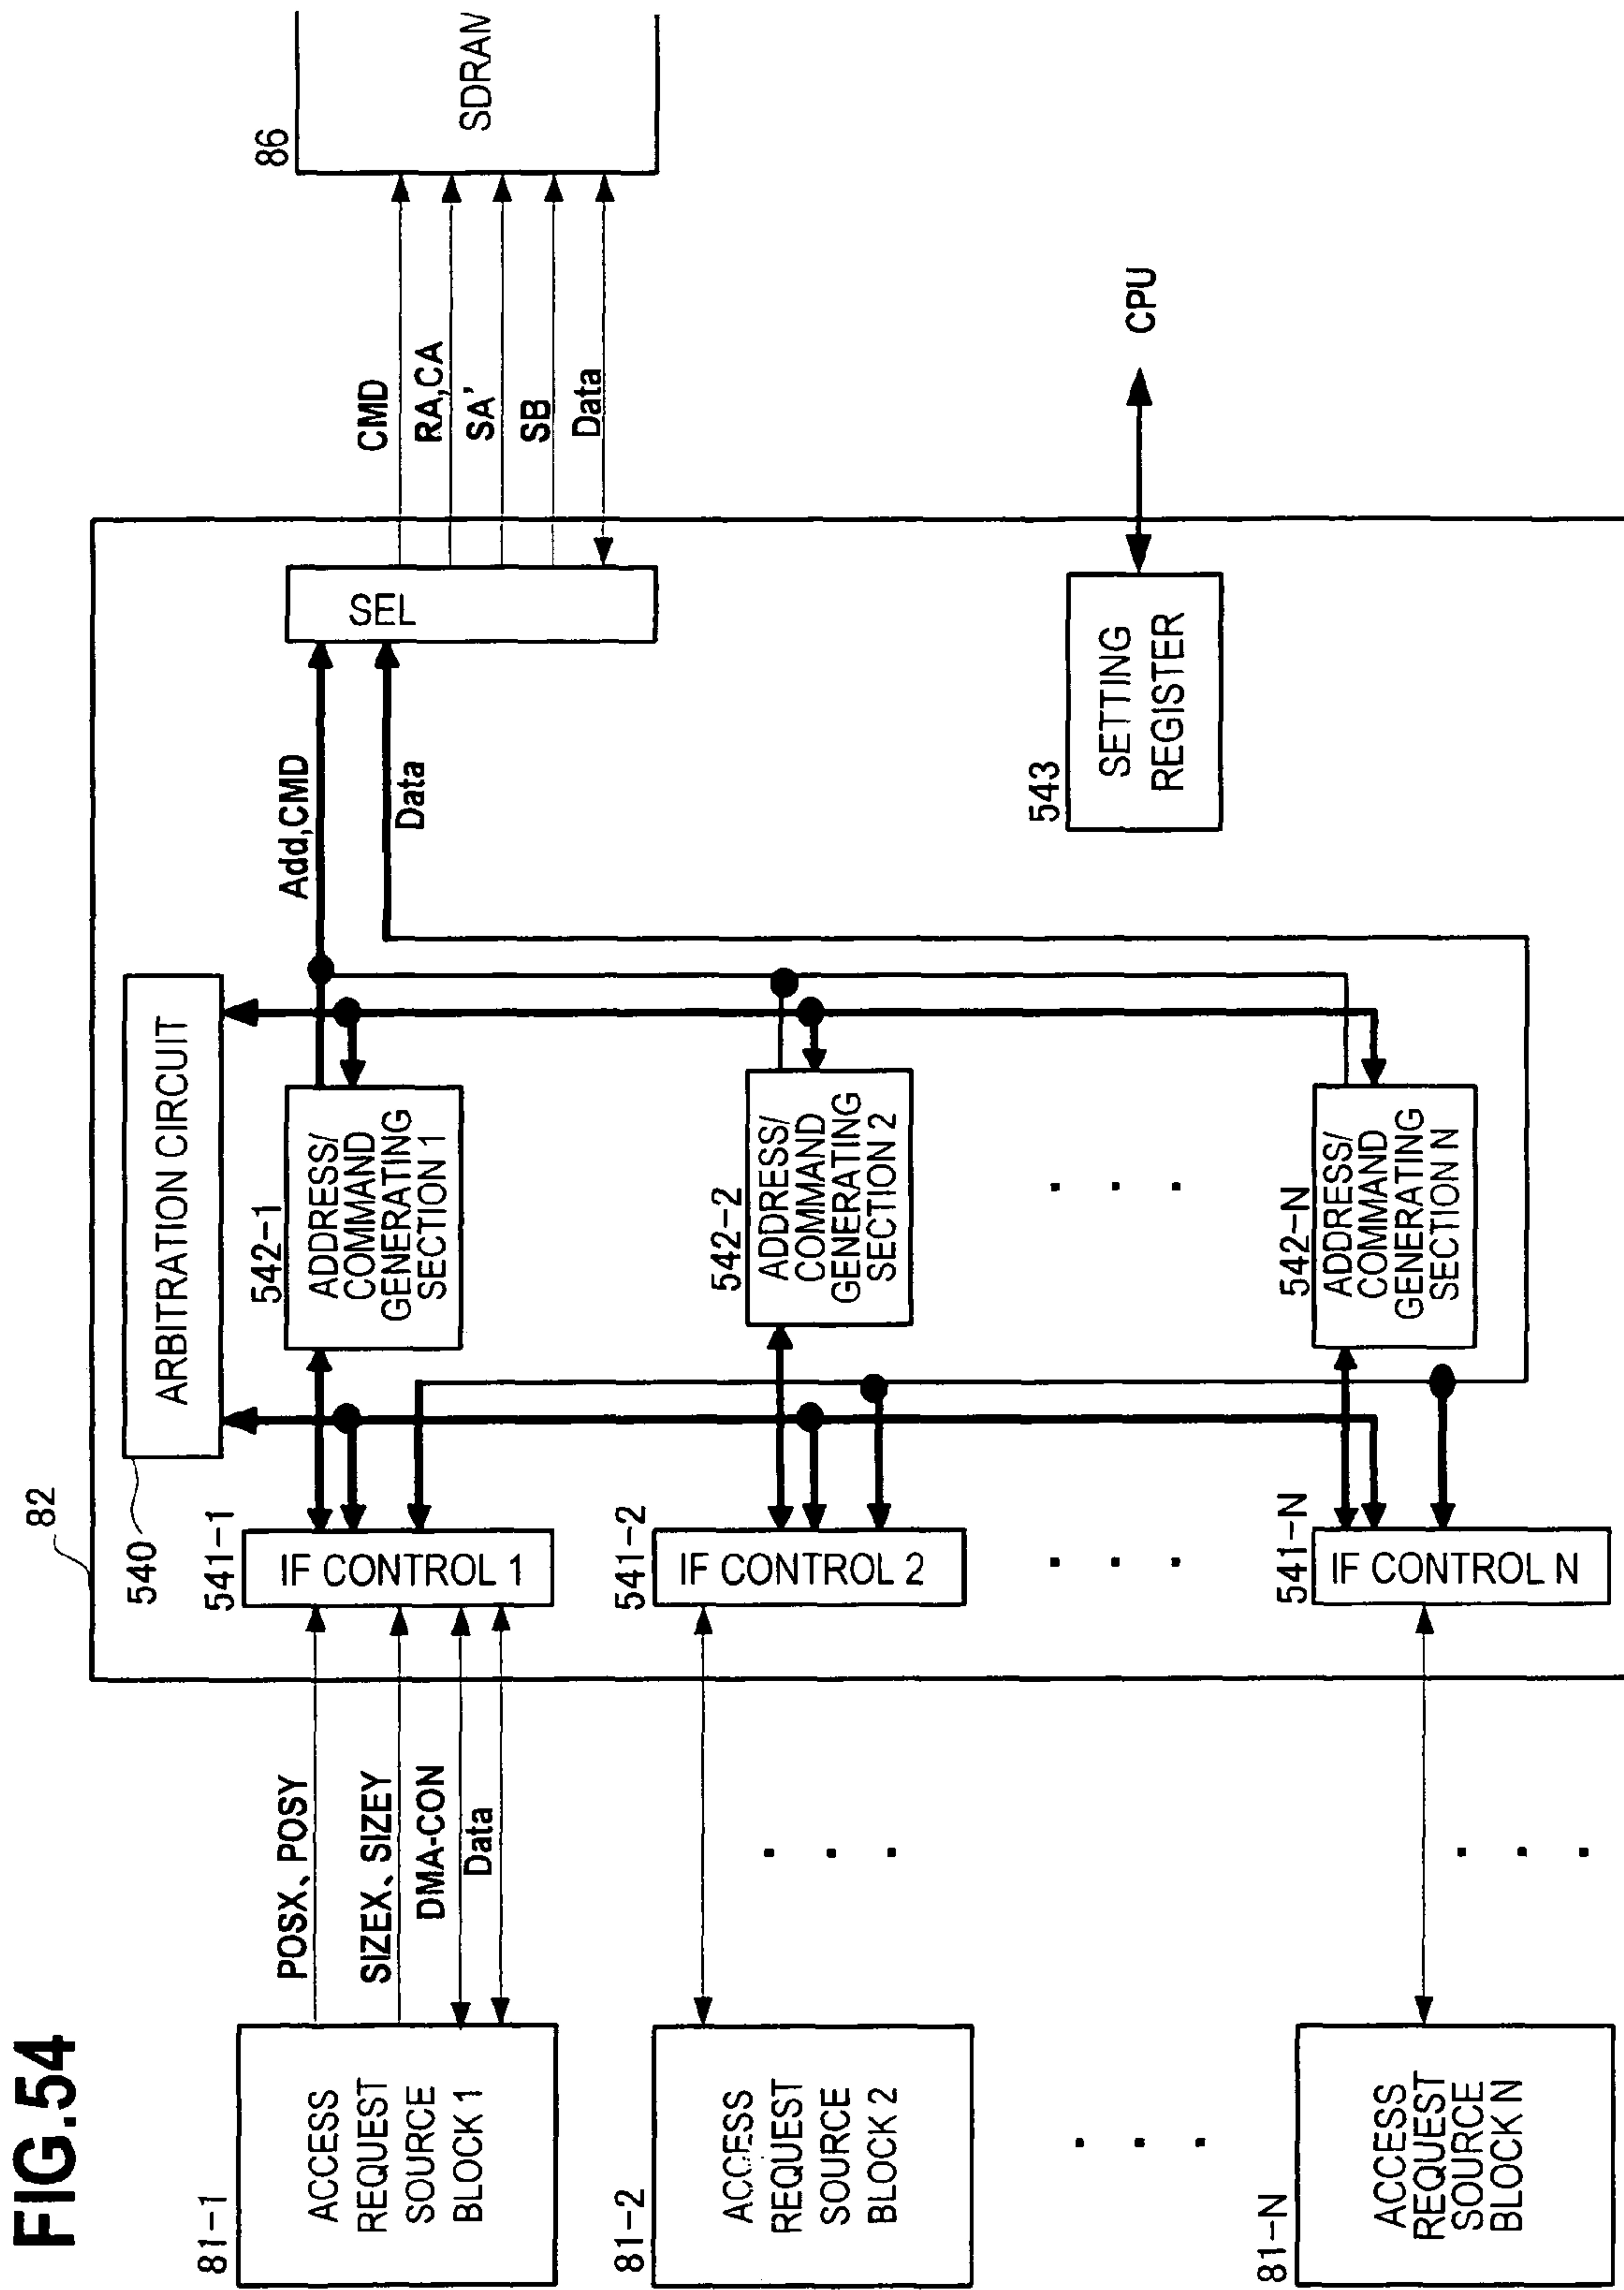 FIG.54
82
540
ARBITRATION CIRCUIT
86
SDRAM
81-1
ACCESS
REQUEST
SOURCE
BLOCK 1
POSX、POSY
SIZEX、SIZEY
DMA-CON
Data
541-1
IF CONTROL 1
542-1
ADDRESS/
COMMAND
GENERATING
SECTION 1
Add,CMD
Data
SEL
CMD
RA,CA
SA'
SB
Data
81-2
ACCESS
REQUEST
SOURCE
BLOCK 2
541-2
IF CONTROL 2
542-2
ADDRESS/
COMMAND
GENERATING
SECTION 2
543
SETTING
REGISTER
CPU
81-N
ACCESS
REQUEST
SOURCE
BLOCK N
541-N
IF CONTROL N
542-N
ADDRESS/
COMMAND
GENERATING
SECTION N